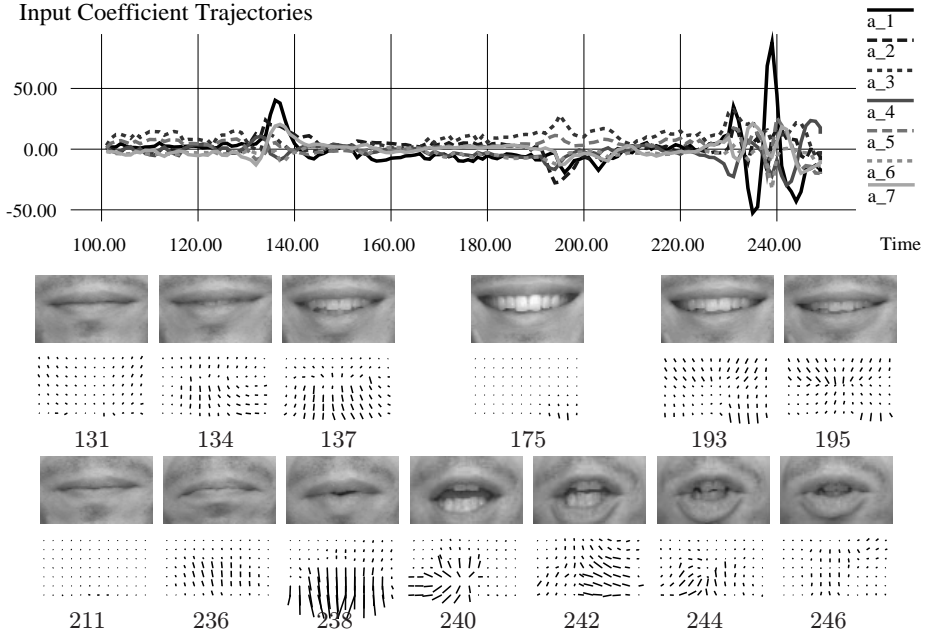 Input Coefficient Trajectories
a_1
a_2
a_3
a_4
a_5
a_6
a_7
50.00
0.00
-50.00
100.00 120.00 140.00 160.00 180.00 200.00 220.00 240.00 Time
131 134 137 175 193 195
211 236 238 240 242 244 246